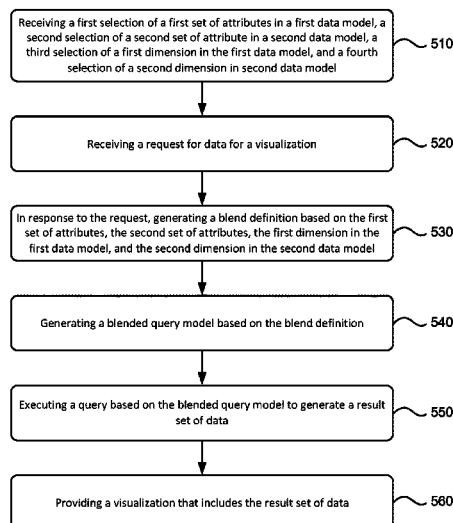 Receiving a first selection of a first set of attributes in a first data model, a
second selection of a second set of attribute in a second data model, a
third selection of a first dimension in the first data model, and a fourth
selection of a second dimension in second data model
510
Receiving a request for data for a visualization
520
In response to the request, generating a blend definition based on the first
set of attributes, the second set of attributes, the first dimension in the
first data model, and the second dimension in the second data model
530
Generating a blended query model based on the blend definition
540
Executing a query based on the blended query model to generate a result
set of data
550
Providing a visualization that includes the result set of data
560